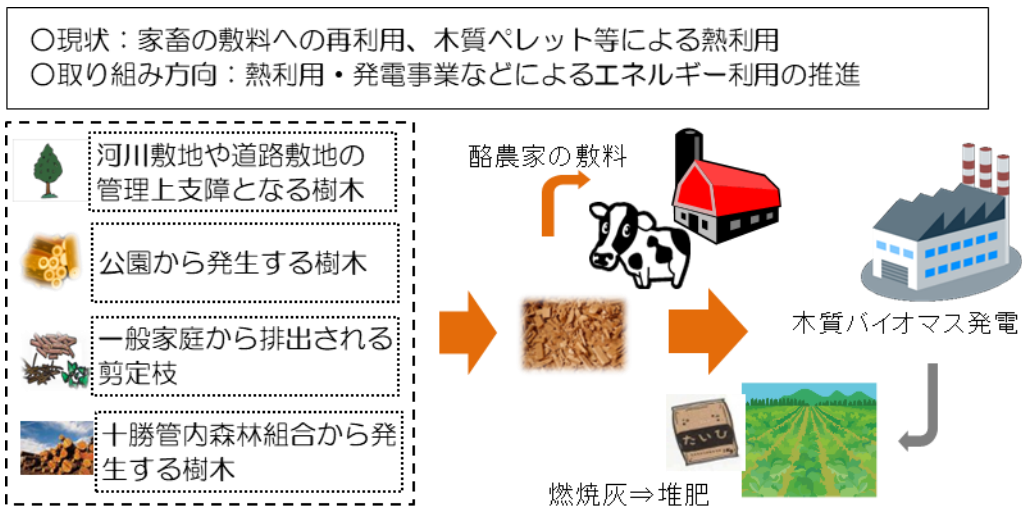 〇現状：家畜の敷料への再利用、木質ペレット等による熱利用
〇取り組み方向：熱利用・発電事業などによるエネルギー利用の推進
河川敷地や道路敷地の
管理上支障となる樹木
公園から発生する樹木
一般家庭から排出される
剪定枝
十勝管内森林組合から発
生する樹木
酪農家の敷料
木質バイオマス発電
たいひ
燃焼灰⇒堆肥